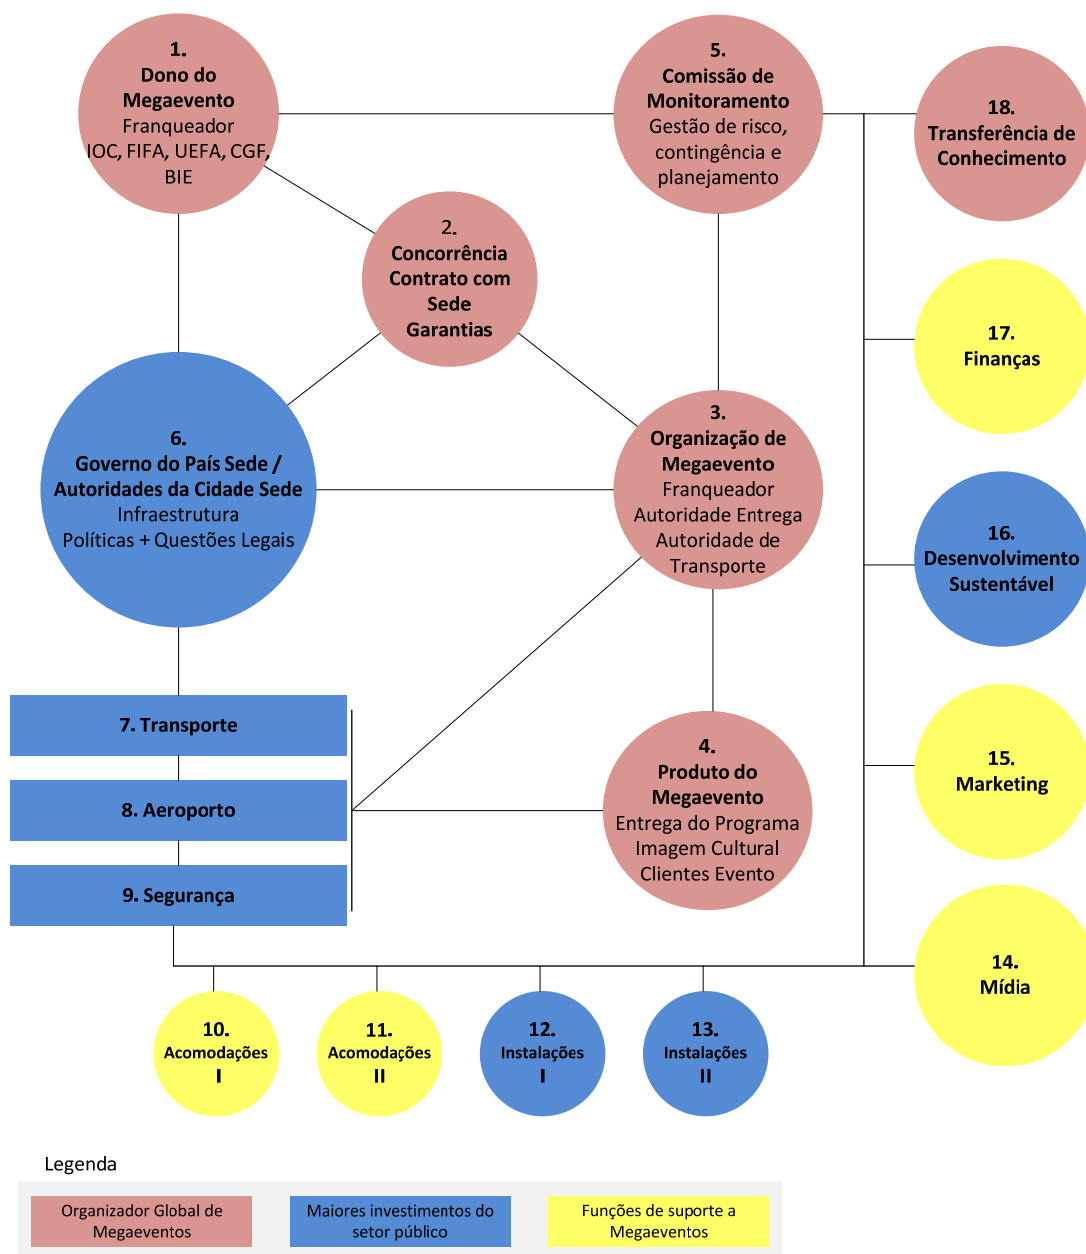 1.
Dono do
Megaevento
Franqueador
IOC, FIFA, UEFA, CGF,
BIE
5.
Comissão de
Monitoramento
Gestão de risco,
contingência e
planejamento
18.
Transferência de
Conhecimento
2.
Concorrência
Contrato com
Sede
Garantias
17.
Finanças
6.
Governo do País Sede /
Autoridades da Cidade Sede
Infraestrutura
Políticas + Questões Legais
3.
Organização de
Megaevento
Franqueador
Autoridade Entrega
Autoridade de
Transporte
16.
Desenvolvimento
Sustentável
7. Transporte
8. Aeroporto
9. Segurança
4.
Produto do
Megaevento
Entrega do Programa
Imagem Cultural
Clientes Evento
15.
Marketing
14.
Mídia
10.
Acomodações
I
11.
Acomodações
II
12.
Instalações
I
13.
Instalações
II
Legenda
Organizador Global de
Megaeventos
Maiores investimentos do
setor público
Funções de suporte a
Megaeventos